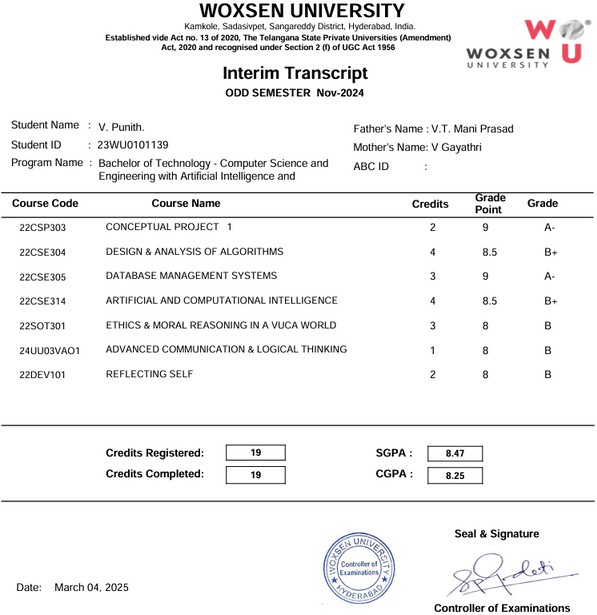 WOXSEN UNIVERSITY
Kamkole, Sadasivpet, Sangareddy District, Hyderabad, India.
Established vide Act no. 13 of 2020, The Telangana State Private Universities (Amendment)
Act, 2020 and recognised under Section 2 (f) of UGC Act 1956
W U
WOXSEN
UNIVERSITY
Interim Transcript
ODD SEMESTER Nov-2024
Student Name : V. Punith.
Father's Name : V.T. Mani Prasad
Student ID : 23WU0101139
Mother's Name: V Gayathri
Program Name : Bachelor of Technology - Computer Science and
Engineering with Artificial Intelligence and
ABC ID :
Course Code Course Name Credits Grade Point Grade
22CSP303 CONCEPTUAL PROJECT 1 2 9 A-
22CSE304 DESIGN & ANALYSIS OF ALGORITHMS 4 8.5 B+
22CSE305 DATABASE MANAGEMENT SYSTEMS 3 9 A-
22CSE314 ARTIFICIAL AND COMPUTATIONAL INTELLIGENCE 4 8.5 B+
22SOT301 ETHICS & MORAL REASONING IN A VUCA WORLD 3 8 B
24UU03VAO1 ADVANCED COMMUNICATION & LOGICAL THINKING 1 8 B
22DEV101 REFLECTING SELF 2 8 B
Credits Registered: 19 SGPA : 8.47
Credits Completed: 19 CGPA : 8.25
Seal & Signature
WOXSEN UNIVERSITY
Controller of
Examinations
HYDERABAD
Date: March 04, 2025
Controller of Examinations